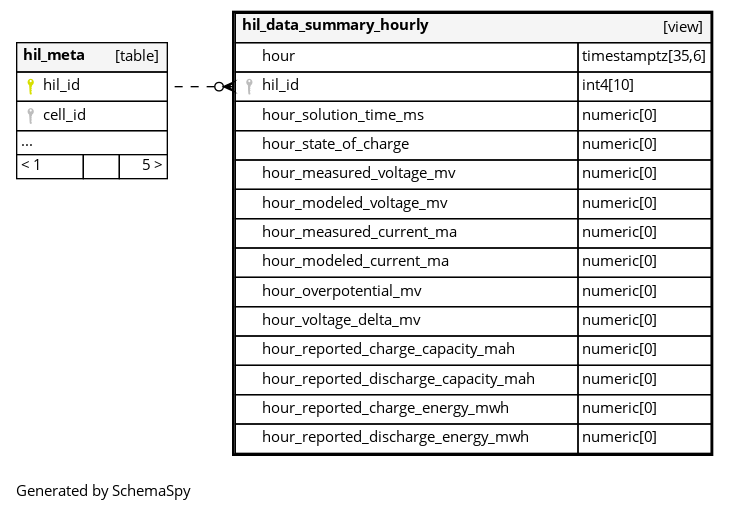 hil_meta [table]
hil_id
cell_id
...
< 1 5 >
hil_data_summary_hourly [view]
hour timestamptz[35,6]
hil_id int4[10]
hour_solution_time_ms numeric[0]
hour_state_of_charge numeric[0]
hour_measured_voltage_mv numeric[0]
hour_modeled_voltage_mv numeric[0]
hour_measured_current_ma numeric[0]
hour_modeled_current_ma numeric[0]
hour_overpotential_mv numeric[0]
hour_voltage_delta_mv numeric[0]
hour_reported_charge_capacity_mah numeric[0]
hour_reported_discharge_capacity_mah numeric[0]
hour_reported_charge_energy_mwh numeric[0]
hour_reported_discharge_energy_mwh numeric[0]
Generated by SchemaSpy